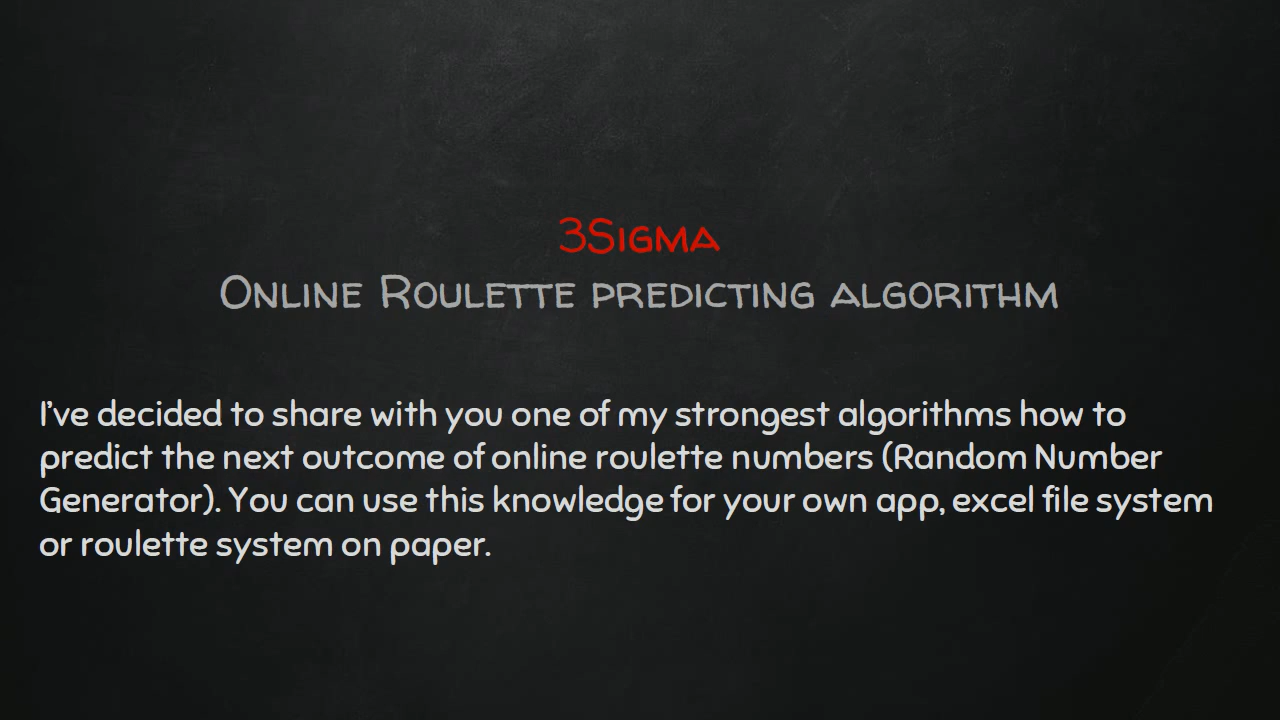 3Sigma
Online Roulette predicting algorithm
I've decided to share with you one of my strongest algorithms how to
predict the next outcome of online roulette numbers (Random Number
Generator). You can use this knowledge for your own app, excel file system
or roulette system on paper.